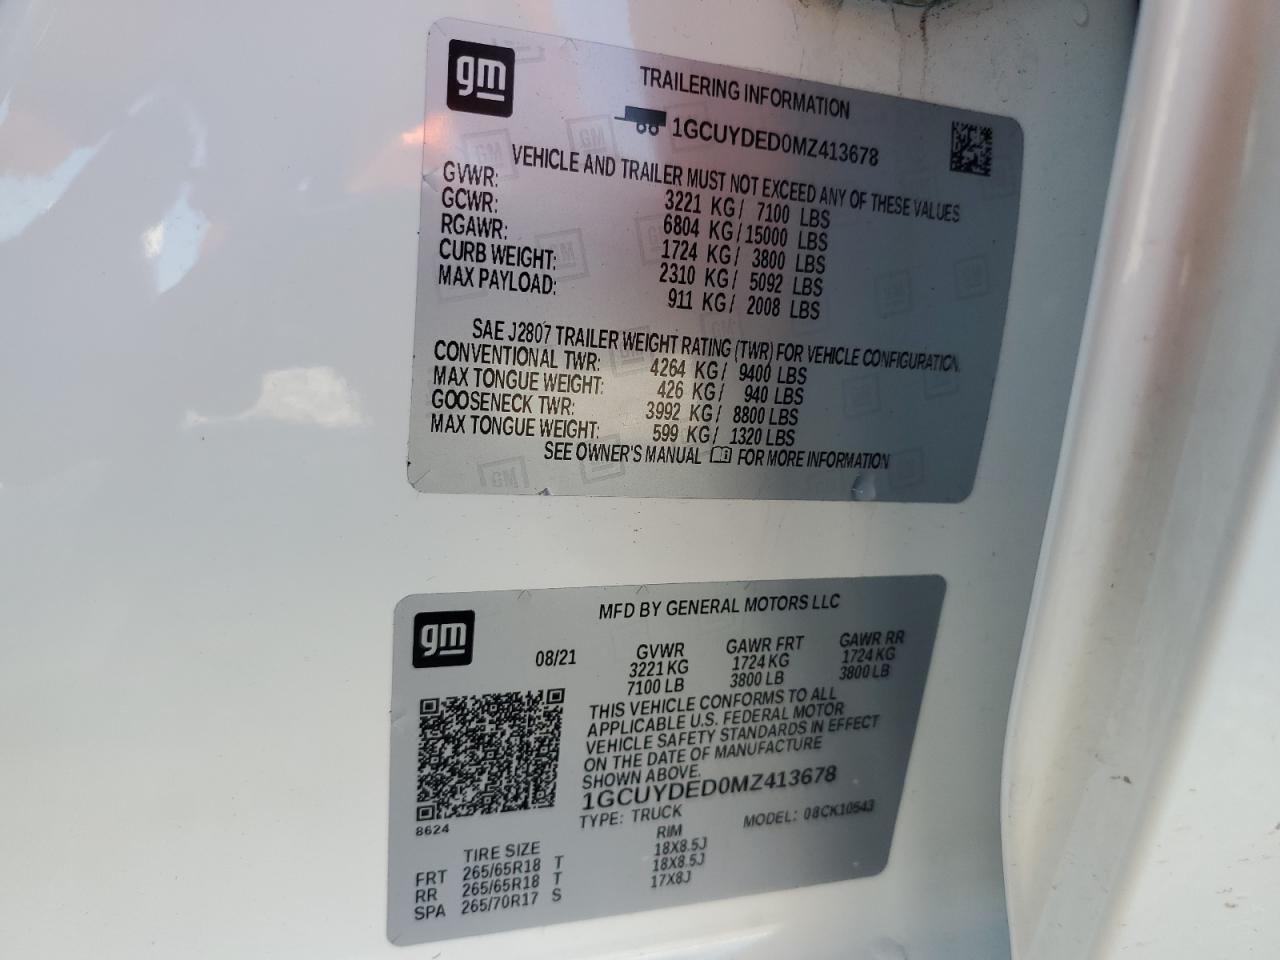 gm
TRAILERING INFORMATION
1GCUYDED0MZ413678
VEHICLE AND TRAILER MUST NOT EXCEED ANY OF THESE VALUES
GVWR: 3221 KG/ 7100 LBS
GCWR: 6804 KG/15000 LBS
RGAWR: 1724 KG/ 3800 LBS
CURB WEIGHT: 2310 KG/ 5092 LBS
MAX PAYLOAD: 911 KG/ 2008 LBS
SAE J2807 TRAILER WEIGHT RATING (TWR) FOR VEHICLE CONFIGURATION
CONVENTIONAL TWR: 4264 KG/ 9400 LBS
MAX TONGUE WEIGHT: 426 KG/ 940 LBS
GOOSENECK TWR: 3992 KG/ 8800 LBS
MAX TONGUE WEIGHT: 599 KG/ 1320 LBS
SEE OWNER'S MANUAL FOR MORE INFORMATION
gm
MFD BY GENERAL MOTORS LLC
08/21 GVWR GAWR FRT GAWR RR
3221 KG 1724 KG 1724 KG
7100 LB 3800 LB 3800 LB
THIS VEHICLE CONFORMS TO ALL
APPLICABLE U.S. FEDERAL MOTOR
VEHICLE SAFETY STANDARDS IN EFFECT
ON THE DATE OF MANUFACTURE
SHOWN ABOVE.
1GCUYDED0MZ413678
TYPE: TRUCK MODEL: 08CK10543
8624
TIRE SIZE RIM
FRT 265/65R18 T 18X8.5J
RR 265/65R18 T 18X8.5J
SPA 265/70R17 S 17X8J